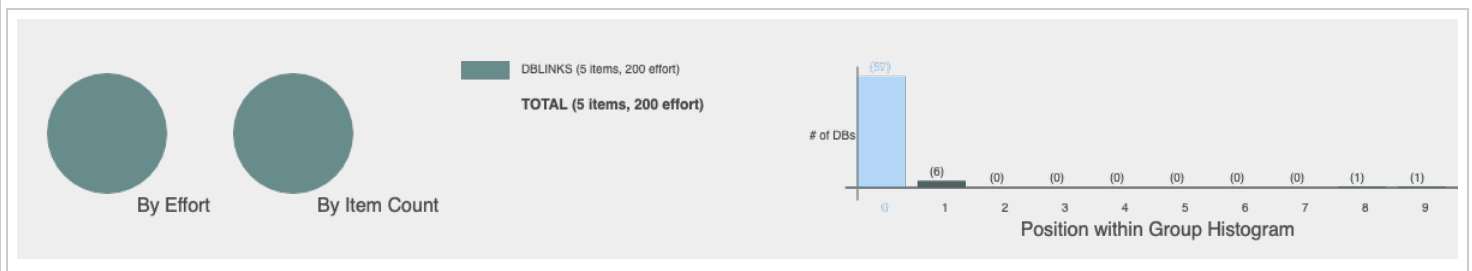 DBLINKS (5 items, 200 effort)
TOTAL (5 items, 200 effort)
By Effort
By Item Count
# of DBs
(6)
(0)
(0)
(0)
(0)
(0)
(0)
(1)
(1)
1 2 3 4 5 6 7 8 9
Position within Group Histogram